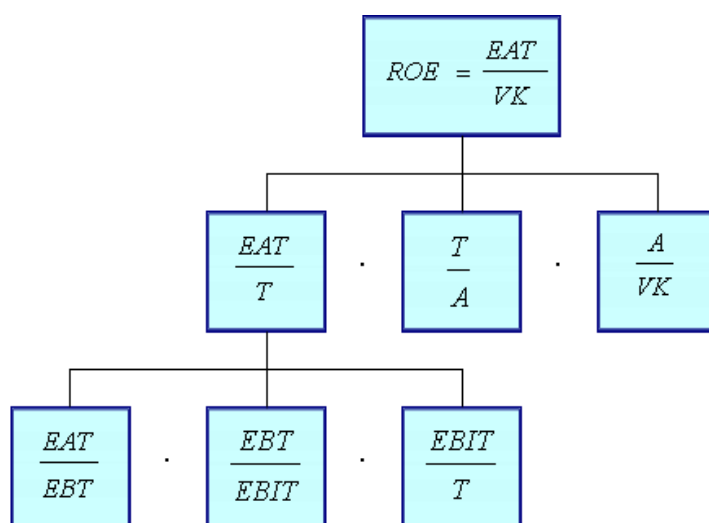 ROE = EAT / VK
EAT / T · T / A · A / VK
EAT / EBT · EBT / EBIT · EBIT / T